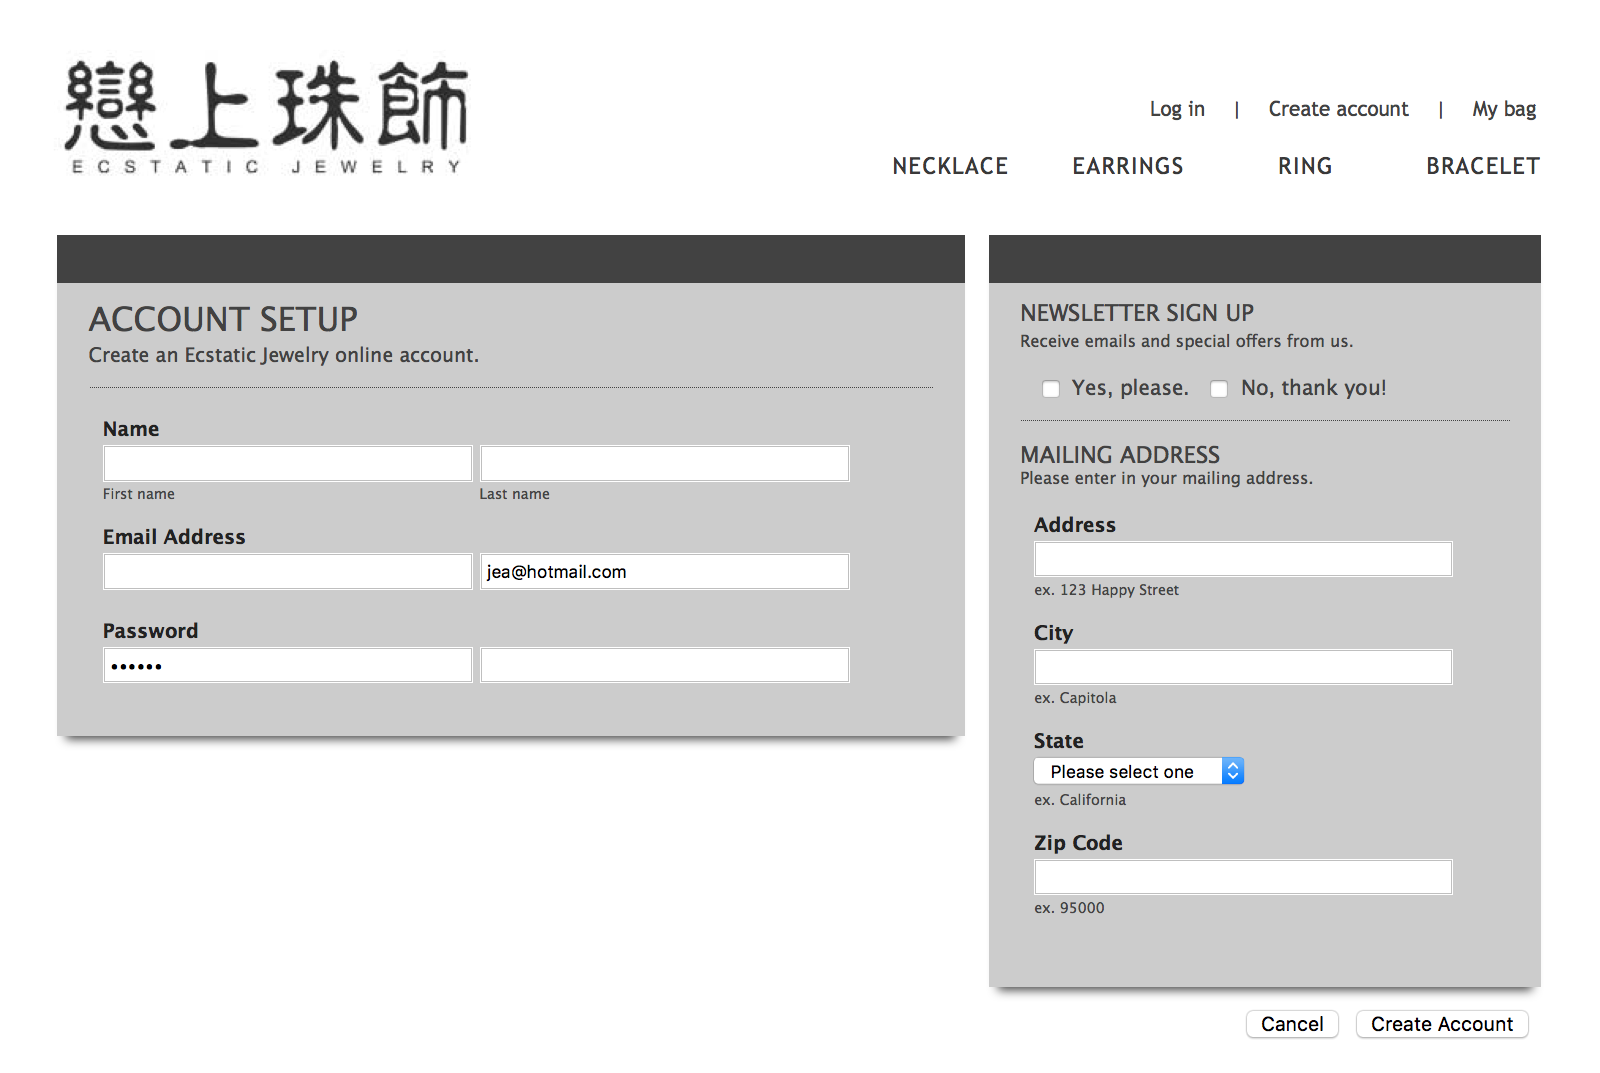 戀上珠飾
ECSTATIC JEWELRY
Log in | Create account | My bag
NECKLACE EARRINGS RING BRACELET
ACCOUNT SETUP
Create an Ecstatic Jewelry online account.
Name
First name Last name
Email Address
jea@hotmail.com
Password
••••••
NEWSLETTER SIGN UP
Receive emails and special offers from us.
Yes, please. No, thank you!
MAILING ADDRESS
Please enter in your mailing address.
Address
ex. 123 Happy Street
City
ex. Capitola
State
Please select one
ex. California
Zip Code
ex. 95000
Cancel Create Account